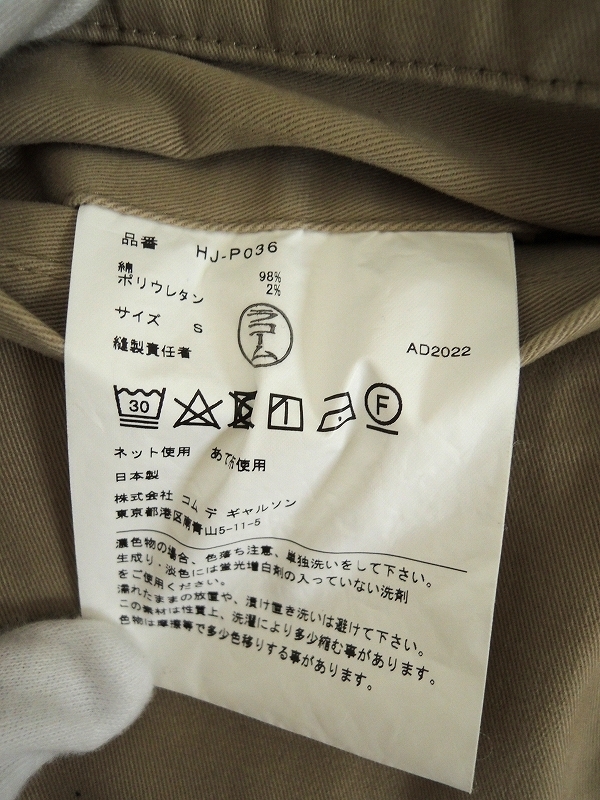 品番 HJ-P036
綿 98%
ポリウレタン 2%
サイズ S
縫製責任者 ラコーム
AD2022
30 F
ネット使用 あて布使用
日本製
株式会社 コム デ ギャルソン
東京都港区南青山5-11-5
濃色物の場合、色落ち注意、単独洗いをして下さい。
生成り・淡色には蛍光増白剤の入っていない洗剤
をご使用ください。
濡れたままの放置や、漬け置き洗いは避けて下さい。
この素材は性質上、洗濯により多少縮む事があります。
色物は摩擦等で多少色移りする事があります。